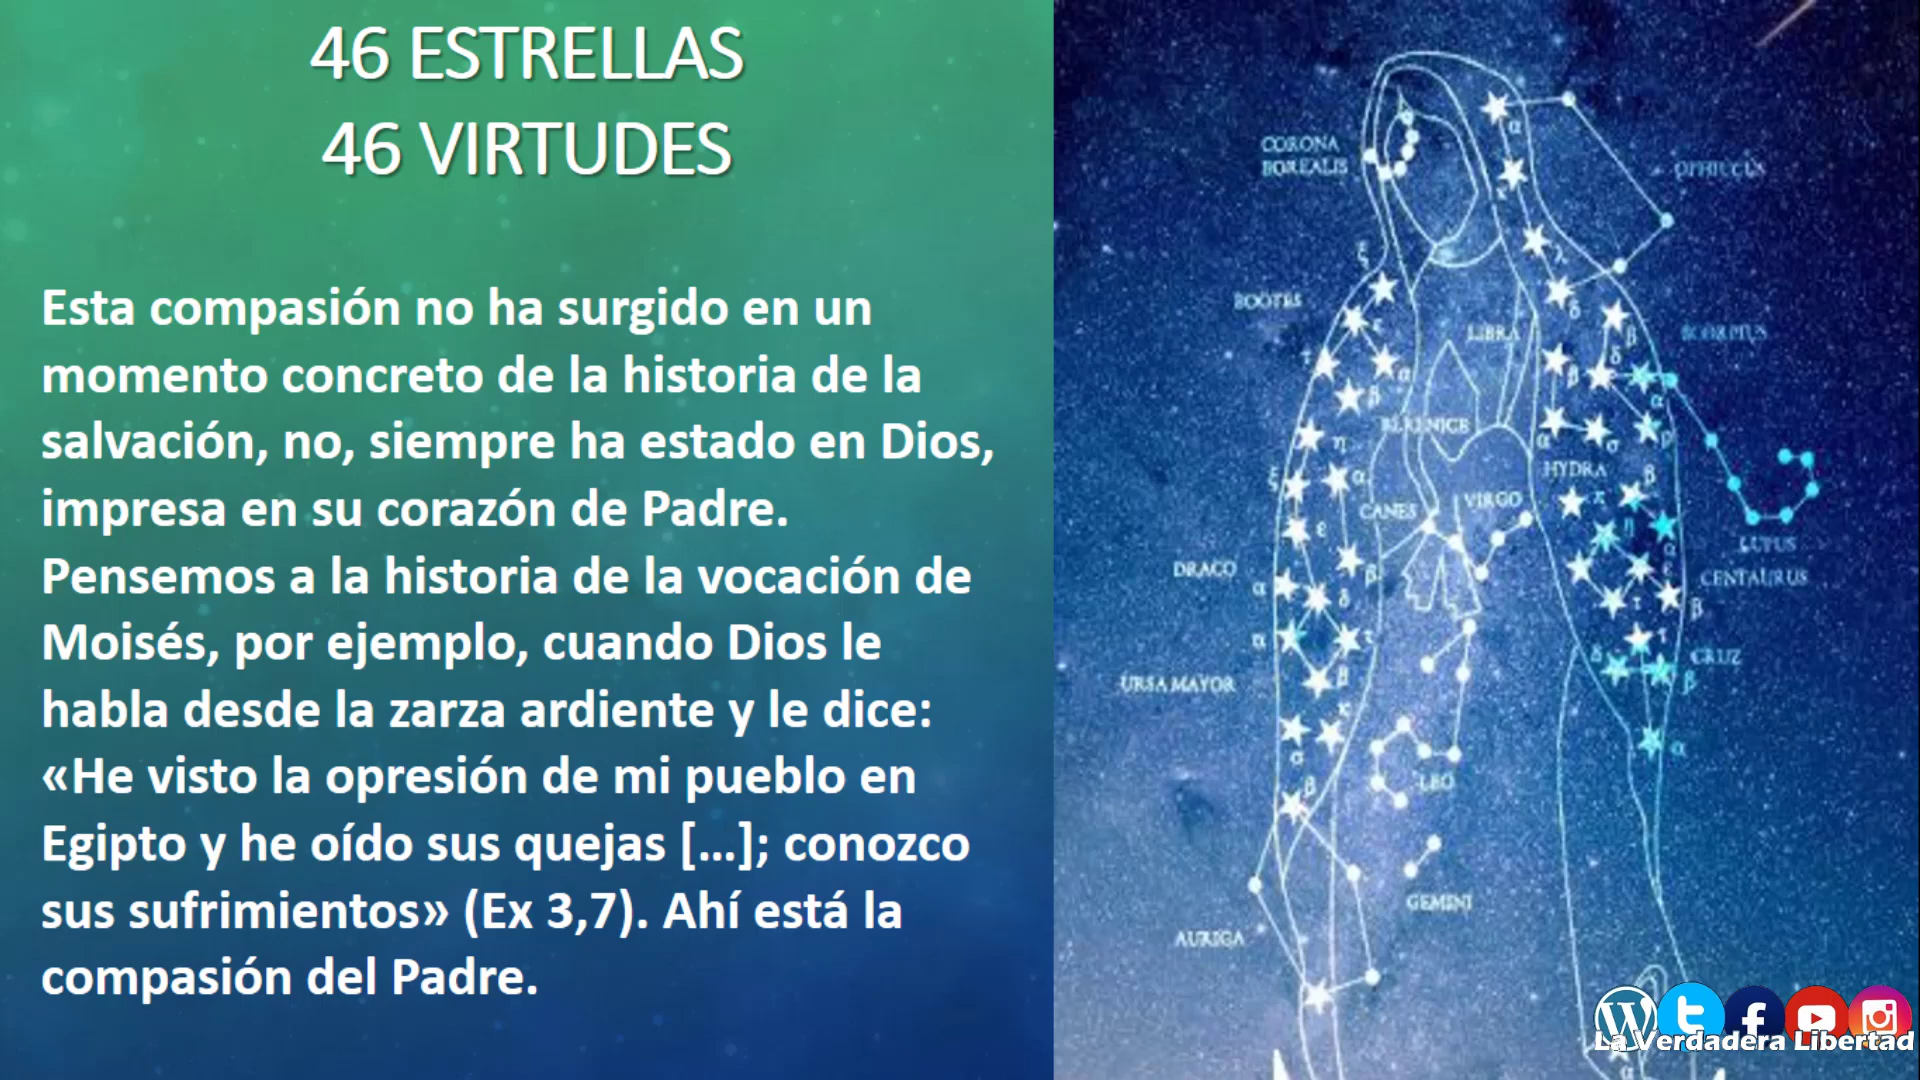 46 ESTRELLAS
46 VIRTUDES
Esta compasión no ha surgido en un
momento concreto de la historia de la
salvación, no, siempre ha estado en Dios,
impresa en su corazón de Padre.
Pensemos a la historia de la vocación de
Moisés, por ejemplo, cuando Dios le
habla desde la zarza ardiente y le dice:
«He visto la opresión de mi pueblo en
Egipto y he oído sus quejas [...]; conozco
sus sufrimientos» (Ex 3,7). Ahí está la
compasión del Padre.
CORONA
BOREALIS
OPHIUCUS
BOOTES
LIBRA
SCORPIUS
BERENICE
HYDRA
CANES
VIRGO
LUPUS
DRACO
CENTAURUS
CRUZ
URSA MAYOR
LEO
GEMINI
AURIGA
La Verdadera Libertad